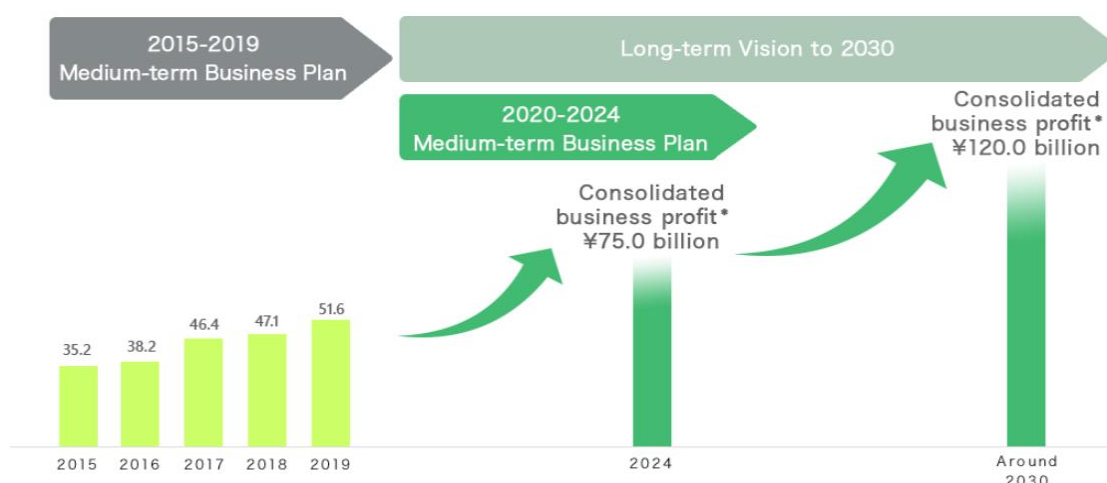 2015-2019
Medium-term Business Plan
Long-term Vision to 2030
2020-2024
Medium-term Business Plan
Consolidated
business profit*
¥120.0 billion
Consolidated
business profit*
¥75.0 billion
35.2
38.2
46.4
47.1
51.6
2015
2016
2017
2018
2019
2024
Around
2030